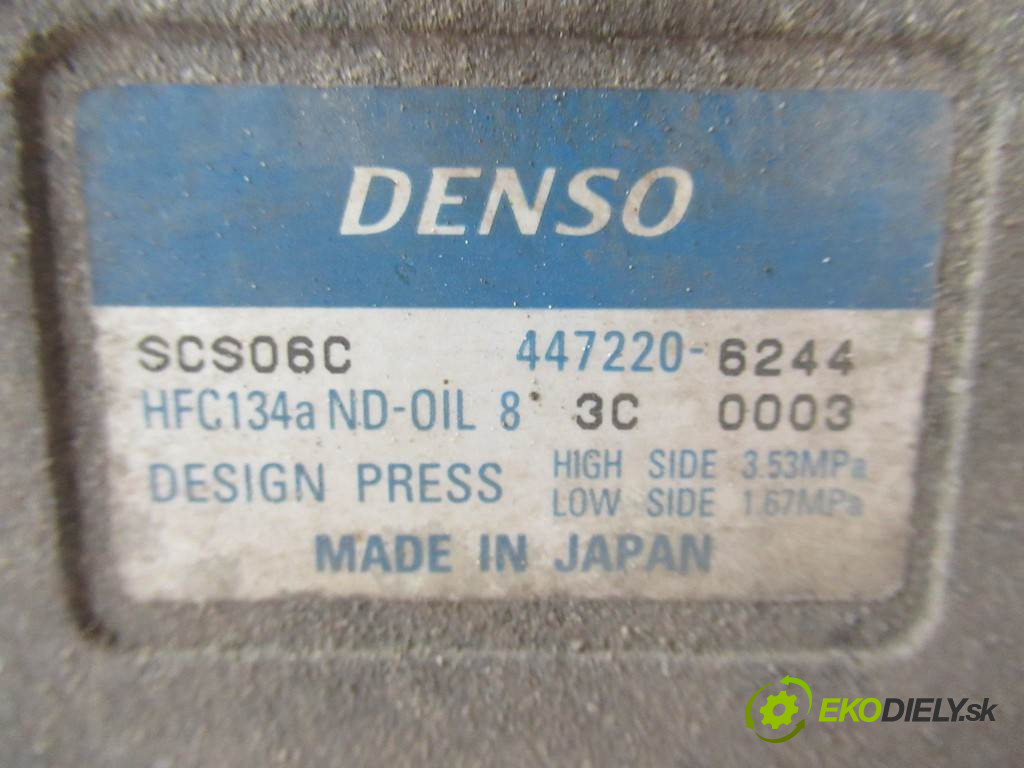 DENSO
SCS06C 447220-6244
HFC134a ND-OIL 8 3C 0003
DESIGN PRESS HIGH SIDE 3.53MPa
LOW SIDE 1.67MPa
MADE IN JAPAN
EKODIELY.sk